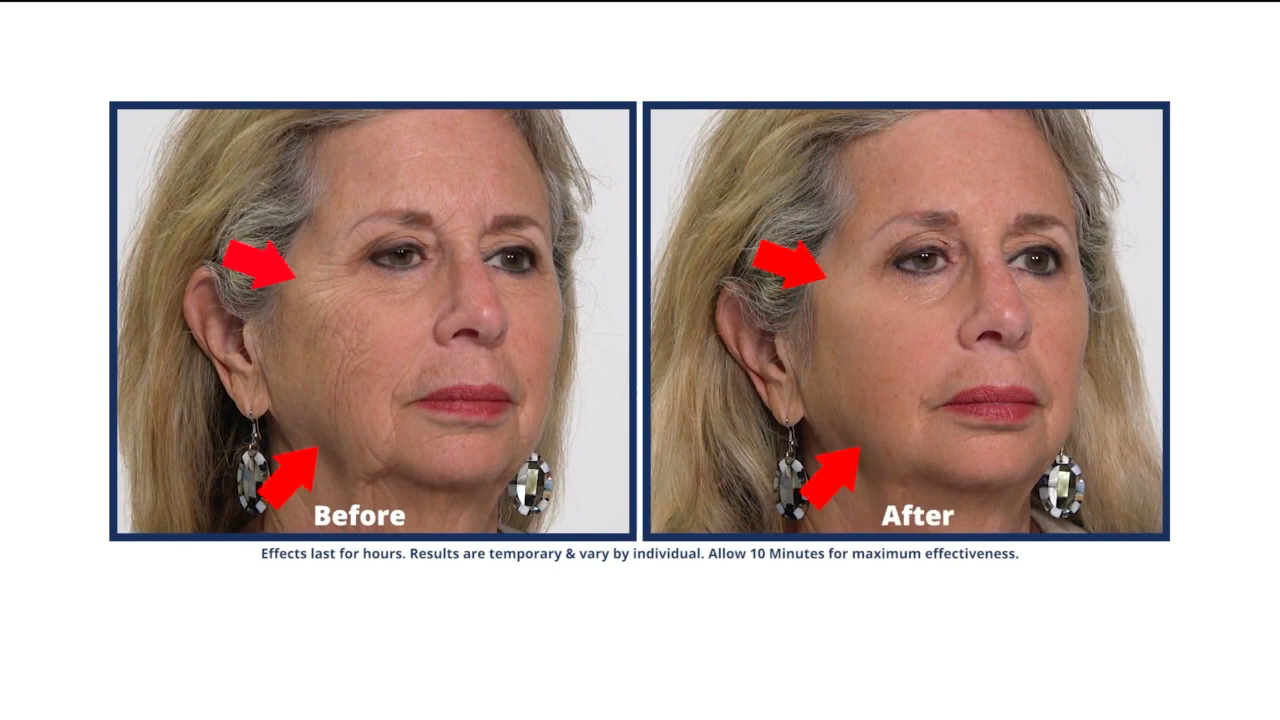 Before
After
Effects last for hours. Results are temporary & vary by individual. Allow 10 Minutes for maximum effectiveness.